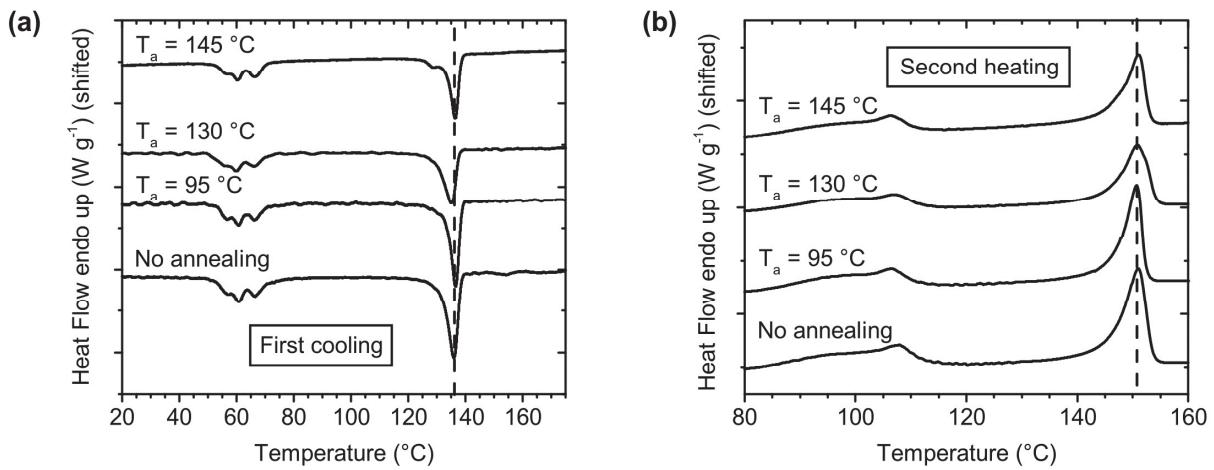 (a)
Heat Flow endo up (W g⁻¹) (shifted)
Tₐ = 145 °C
Tₐ = 130 °C
Tₐ = 95 °C
No annealing
First cooling
20 40 60 80 100 120 140 160
Temperature (°C)
(b)
Heat Flow endo up (W g⁻¹) (shifted)
Second heating
Tₐ = 145 °C
Tₐ = 130 °C
Tₐ = 95 °C
No annealing
80 100 120 140 160
Temperature (°C)